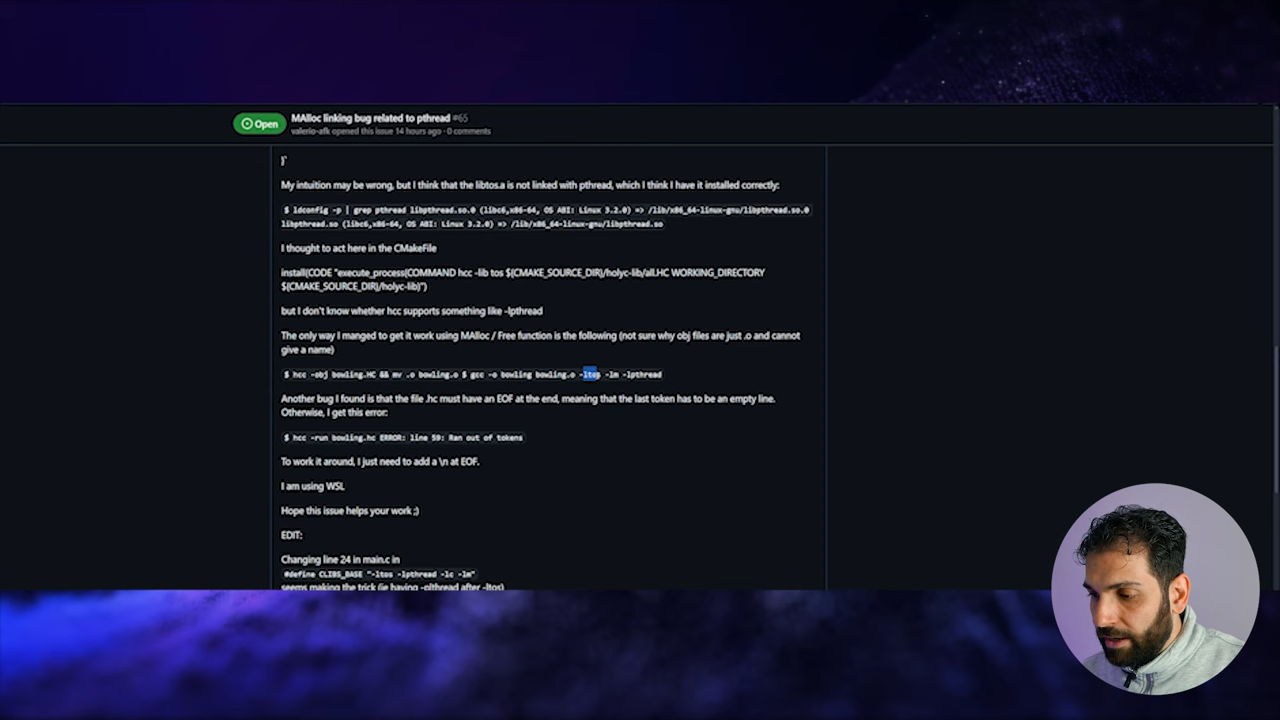 Open
MAlloc linking bug related to pthread #65
valerio-afk opened this issue 14 hours ago · 0 comments
}`
My intuition may be wrong, but I think that the libtos.a is not linked with pthread, which I think I have it installed correctly:
$ ldconfig -p | grep pthread libpthread.so.0 (libc6,x86-64, OS ABI: Linux 3.2.0) => /lib/x86_64-linux-gnu/libpthread.so.0
libpthread.so (libc6,x86-64, OS ABI: Linux 3.2.0) => /lib/x86_64-linux-gnu/libpthread.so
I thought to act here in the CMakeFile
install(CODE "execute_process(COMMAND hcc -lib tos ${CMAKE_SOURCE_DIR}/holyc-lib/all.HC WORKING_DIRECTORY
${CMAKE_SOURCE_DIR}/holyc-lib)")
but I don't know whether hcc supports something like -lpthread
The only way I manged to get it work using MAlloc / Free function is the following (not sure why obj files are just .o and cannot
give a name)
$ hcc -obj bowling.HC && mv .o bowling.o $ gcc -o bowling bowling.o -ltos -lm -lpthread
Another bug I found is that the file .hc must have an EOF at the end, meaning that the last token has to be an empty line.
Otherwise, I get this error:
$ hcc -run bowling.hc ERROR: line 59: Ran out of tokens
To work it around, I just need to add a \n at EOF.
I am using WSL
Hope this issue helps your work ;)
EDIT:
Changing line 24 in main.c in
#define CLIBS_BASE "-ltos -lpthread -lc -lm"
seems making the trick (ie having -plthread after -ltos)